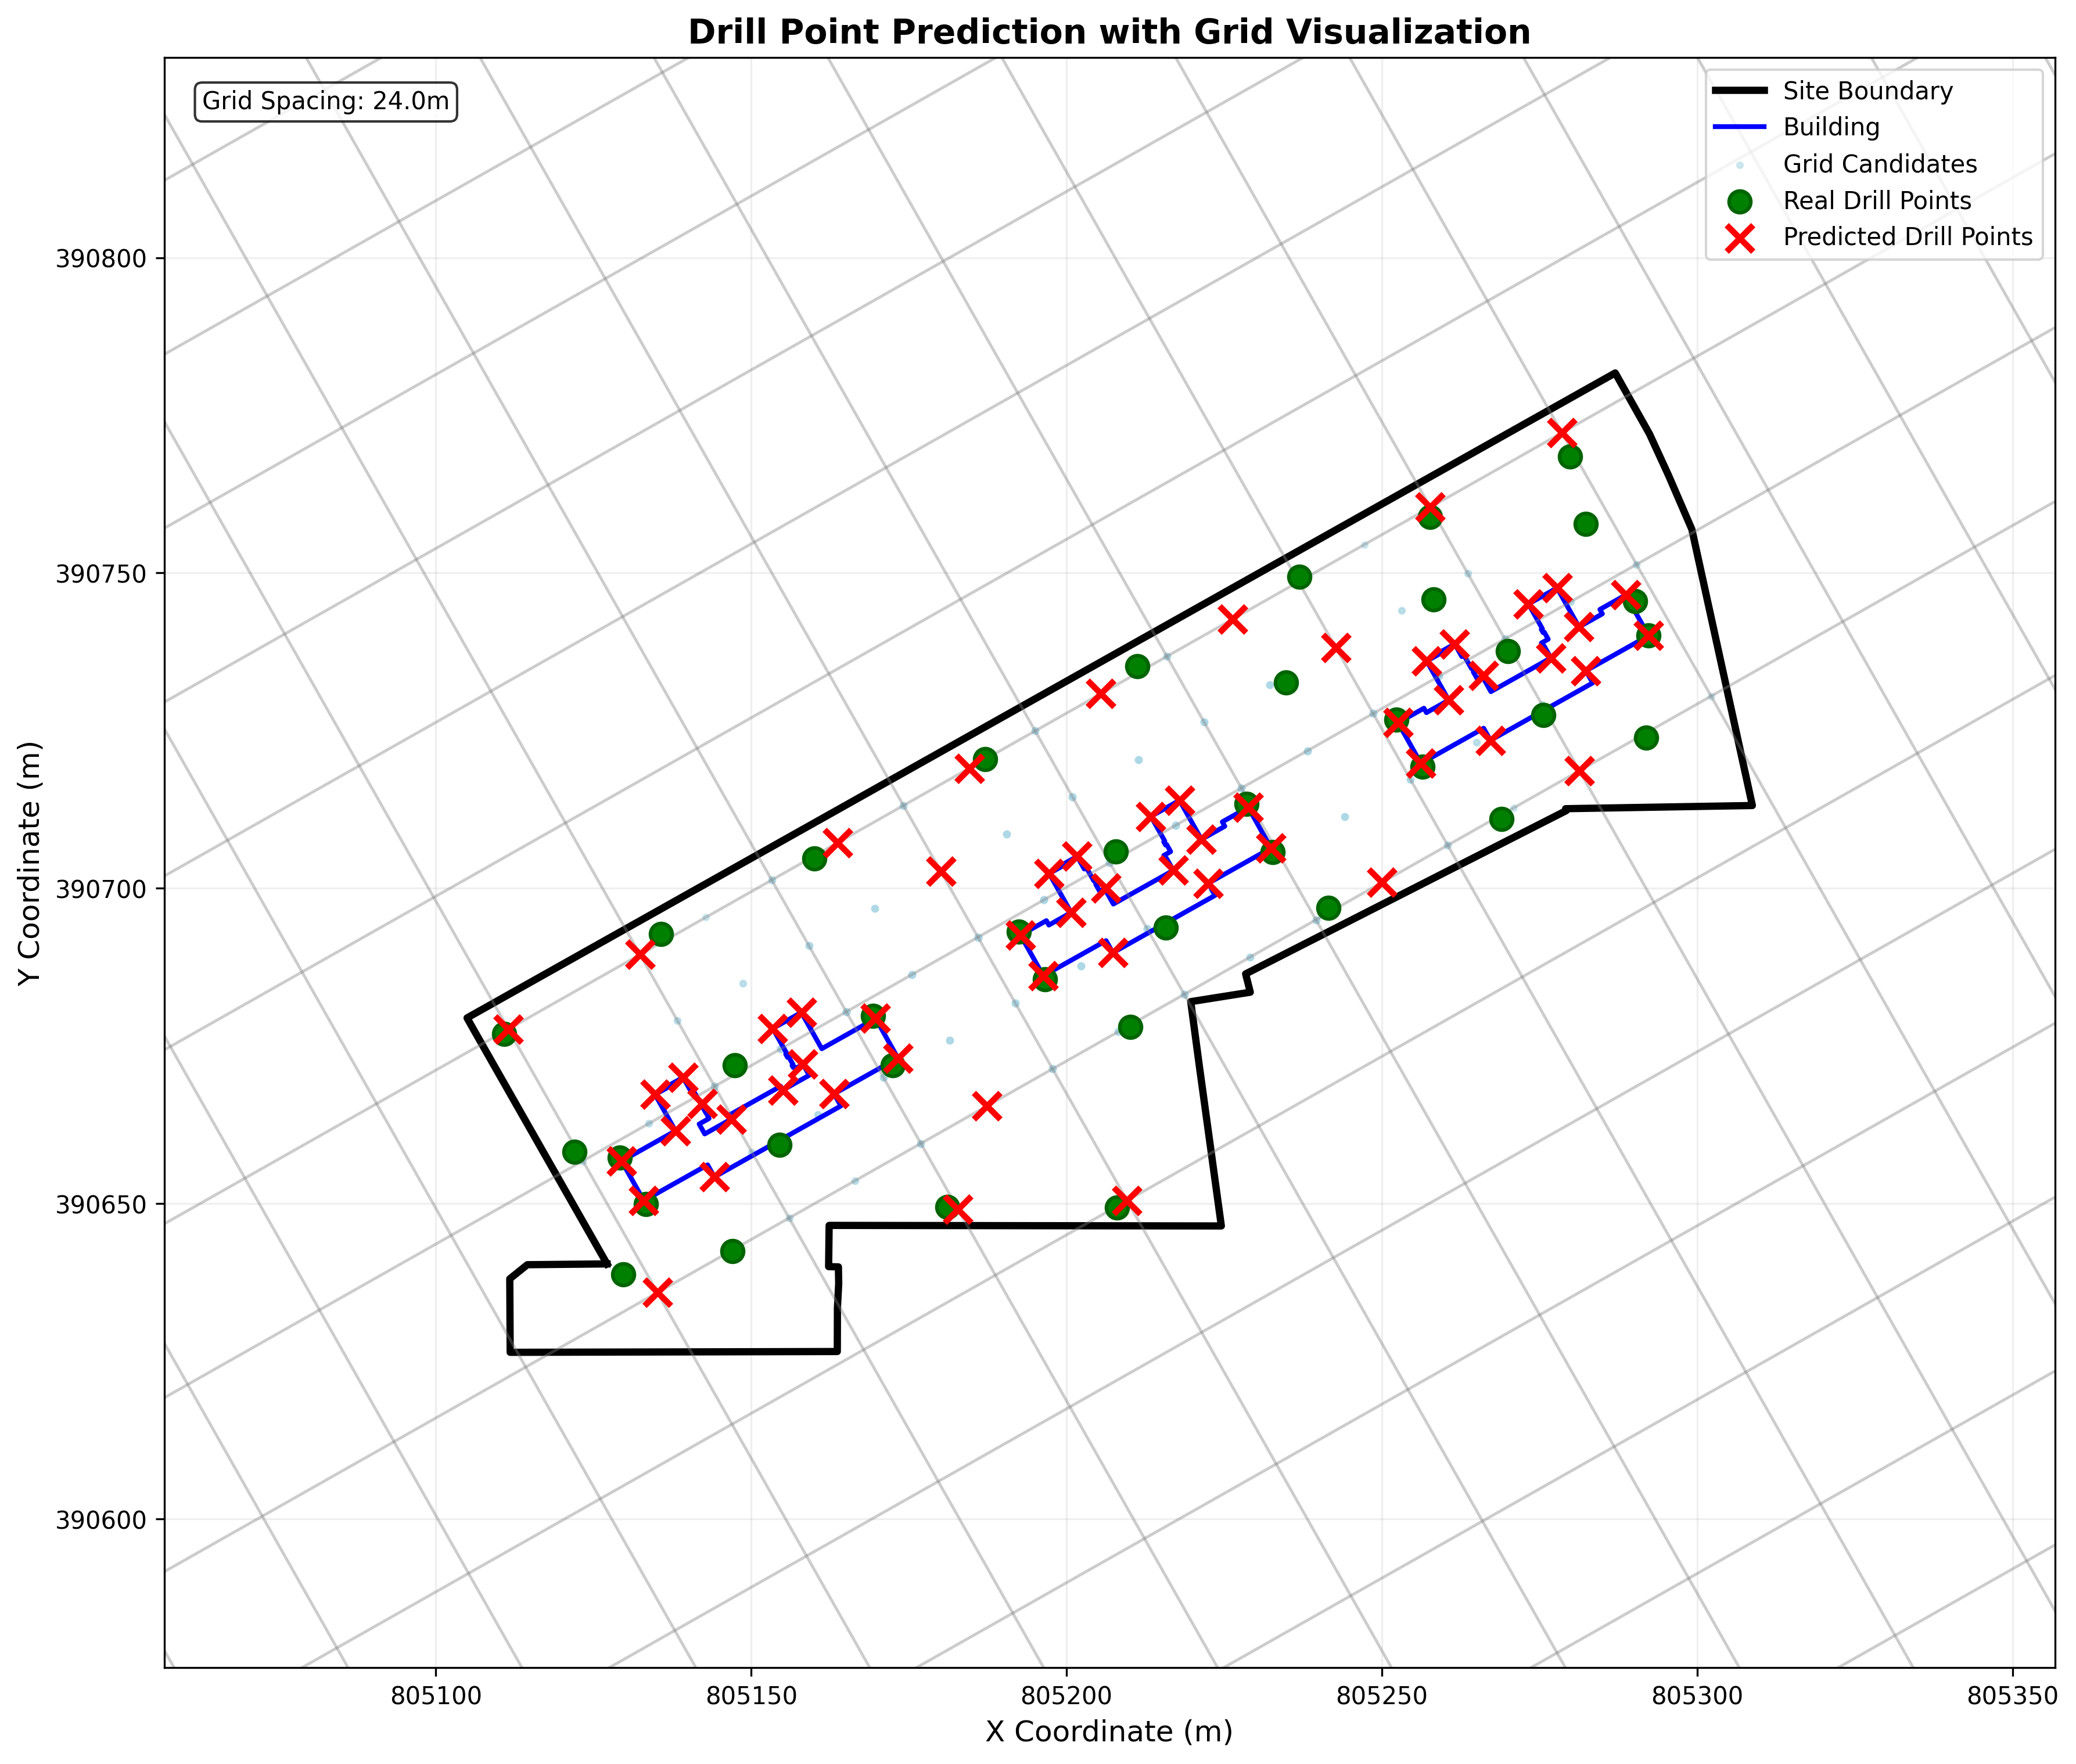 Drill Point Prediction with Grid Visualization
Grid Spacing: 24.0m
Site Boundary
Building
Grid Candidates
Real Drill Points
Predicted Drill Points
390800
390750
390700
390650
390600
Y Coordinate (m)
805100
805150
805200
805250
805300
805350
X Coordinate (m)